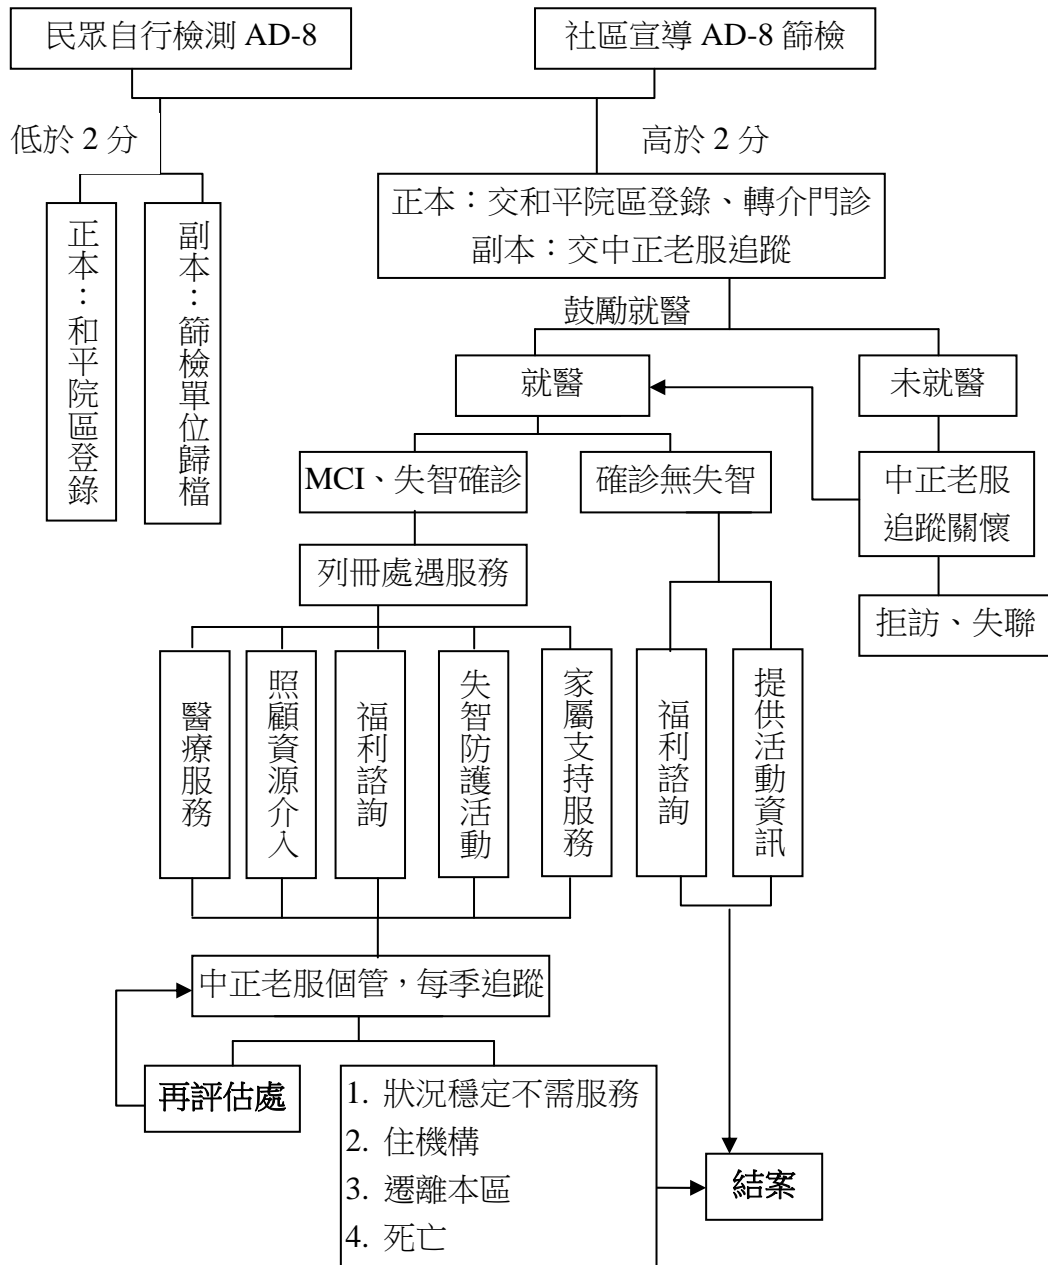 民眾自行檢測 AD-8
社區宣導 AD-8 篩檢
低於 2 分
高於 2 分
正本：和平院區登錄
副本：篩檢單位歸檔
正本：交和平院區登錄、轉介門診
副本：交中正老服追蹤
鼓勵就醫
就醫
未就醫
MCI、失智確診
確診無失智
中正老服
追蹤關懷
列冊處遇服務
拒訪、失聯
醫療服務
照顧資源介入
福利諮詢
失智防護活動
家屬支持服務
福利諮詢
提供活動資訊
中正老服個管，每季追蹤
再評估處
1. 狀況穩定不需服務
2. 住機構
3. 遷離本區
4. 死亡
結案